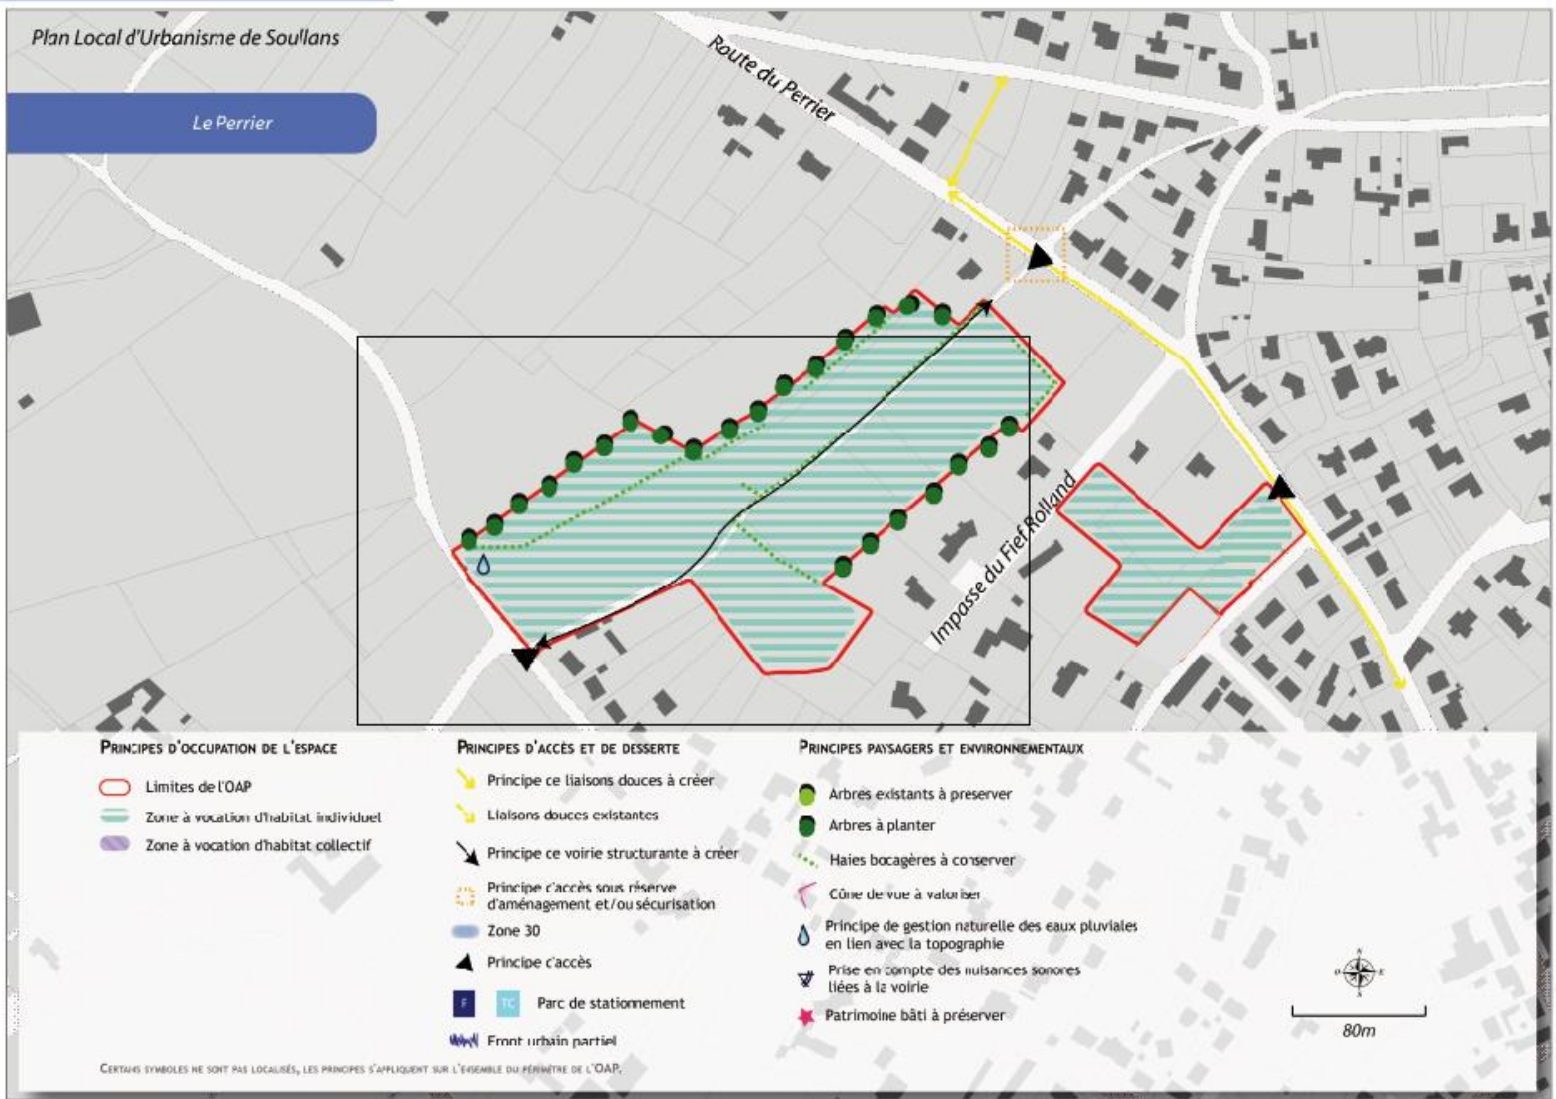 Plan Local d'Urbanisme de Soullans
Le Perrier
Route du Perrier
Impasse du Fief Rolland
PRINCIPES D'OCCUPATION DE L'ESPACE
Limites de l'OAP
Zone à vocation d'habitat individuel
Zone à vocation d'habitat collectif
PRINCIPES D'ACCÈS ET DE DESSERTE
Principe ce liaisons douces à créer
Liaisons douces existantes
Principe ce voirie structurante à créer
Principe c'accès sous réserve
d'aménagement et/ou sécurisation
Zone 30
Principe c'accès
F
TC
Parc de stationnement
Front urbain partiel
PRINCIPES PAYSAGERS ET ENVIRONNEMENTAUX
Arbres existants à preserver
Arbres à planter
Haies bocagères à conserver
Cône de vue à valoriser
Principe de gestion naturelle des eaux pluviales
en lien avec la topographie
Prise en compte des nuisances sonores
liées à la voirie
Patrimoine bâti à préserver
N
O
E
S
80m
CERTAINS SYMBOLES NE SONT PAS LOCALISÉS, LES PRINCIPES S'APPLIQUENT SUR L'ENSEMBLE DU PÉRIMÈTRE DE L'OAP.